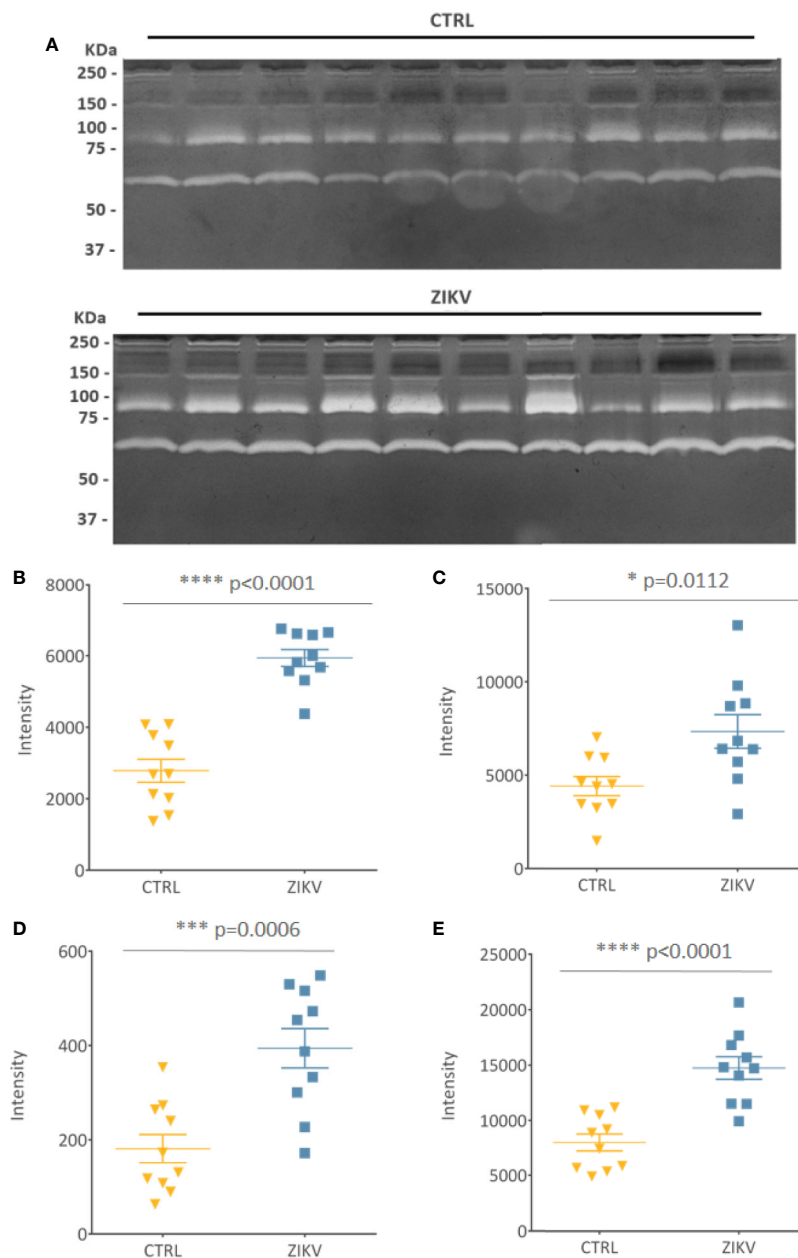 A
CTRL
KDa
250 -
150 -
100 -
75 -
50 -
37 -
ZIKV
KDa
250 -
150 -
100 -
75 -
50 -
37 -
B
**** p<0.0001
8000
6000
4000
2000
0
Intensity
CTRL ZIKV
C
* p=0.0112
15000
10000
5000
0
Intensity
CTRL ZIKV
D
*** p=0.0006
600
400
200
0
Intensity
CTRL ZIKV
E
**** p<0.0001
25000
20000
15000
10000
5000
0
Intensity
CTRL ZIKV